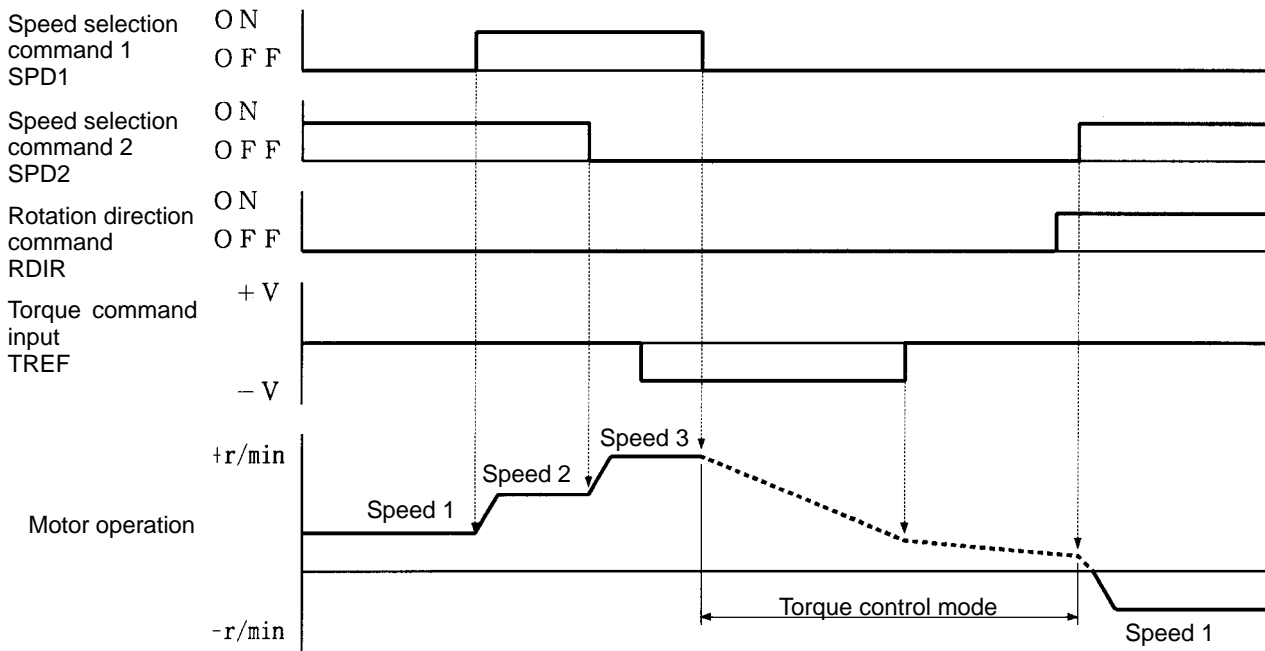 Speed selection
command 1
SPD1
ON
OFF
Speed selection
command 2
SPD2
ON
OFF
Rotation direction
command
RDIR
ON
OFF
Torque command
input
TREF
+V
−V
Motor operation
+r/min
-r/min
Speed 1
Speed 2
Speed 3
Torque control mode
Speed 1